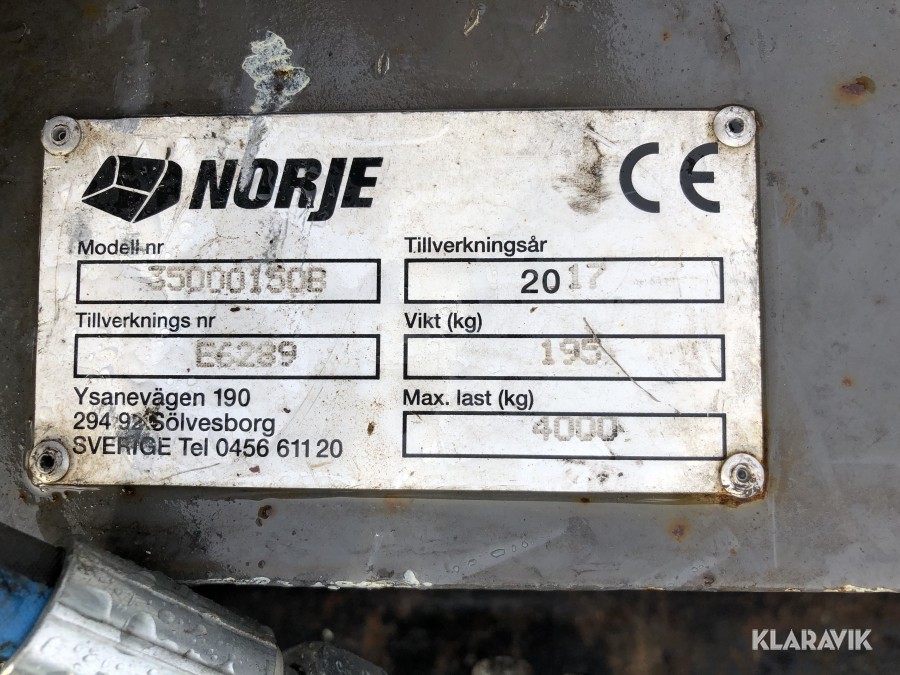 NORJE
CE
Modell nr
35000150B
Tillverknings nr
E6289
Ysanevägen 190
294 92 Sölvesborg
SVERIGE Tel 0456 611 20
Tillverkningsår
2017
Vikt (kg)
195
Max. last (kg)
4000
KLARAVIK